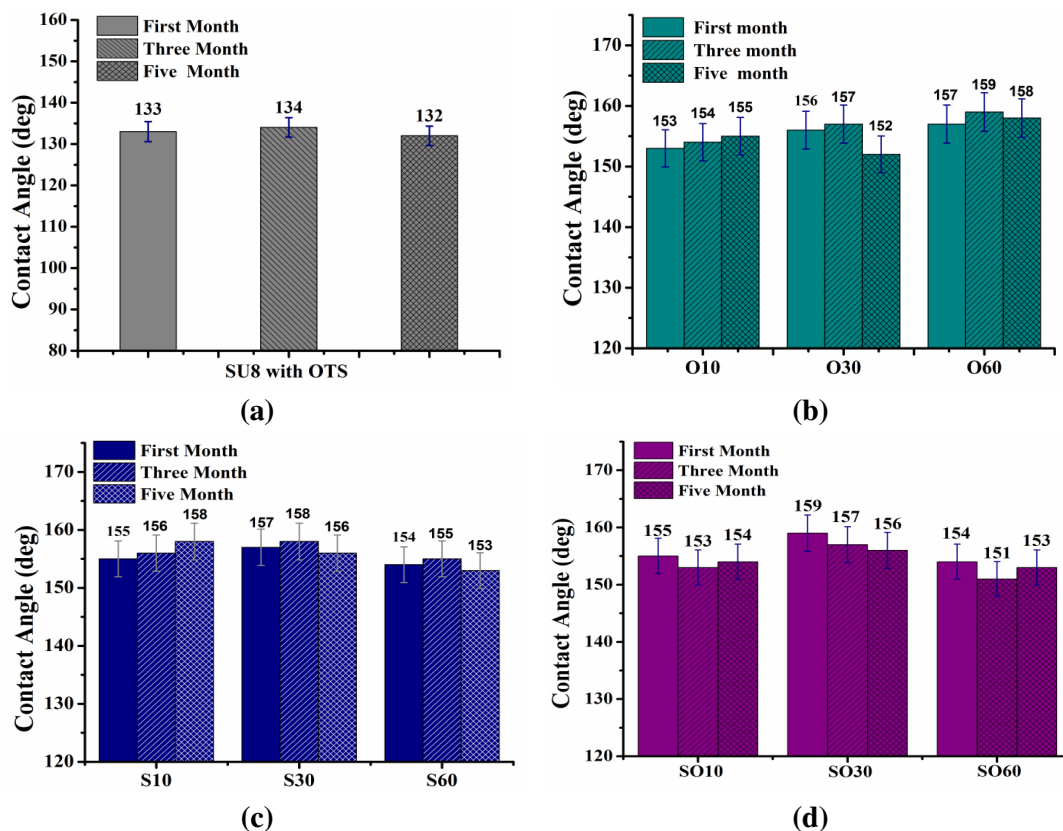 First Month
Three Month
Five Month
160
150
140
130
120
110
100
90
80
Contact Angle (deg)
133
134
132
SU8 with OTS
(a)
First month
Three month
Five month
170
160
150
140
130
120
Contact Angle (deg)
153
154
155
156
157
152
157
159
158
O10
O30
O60
(b)
First Month
Three Month
Five Month
170
160
150
140
130
120
Contact Angle (deg)
155
156
158
157
158
156
154
155
153
S10
S30
S60
(c)
First Month
Three Month
Five Month
170
160
150
140
130
120
Contact Angle (deg)
155
153
154
159
157
156
154
151
153
SO10
SO30
SO60
(d)